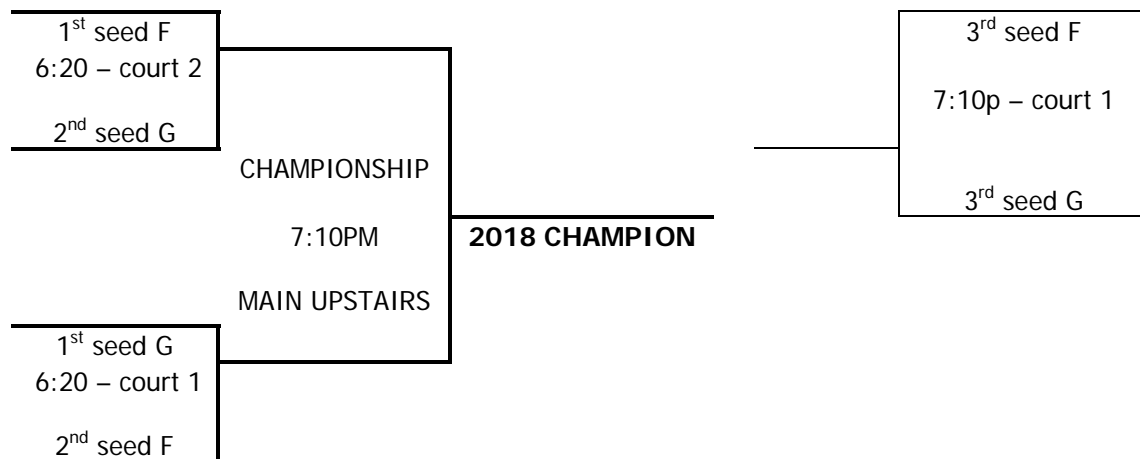 1st seed F
6:20 – court 2
2nd seed G
CHAMPIONSHIP
7:10PM
MAIN UPSTAIRS
2018 CHAMPION
1st seed G
6:20 – court 1
2nd seed F
3rd seed F
7:10p – court 1
3rd seed G